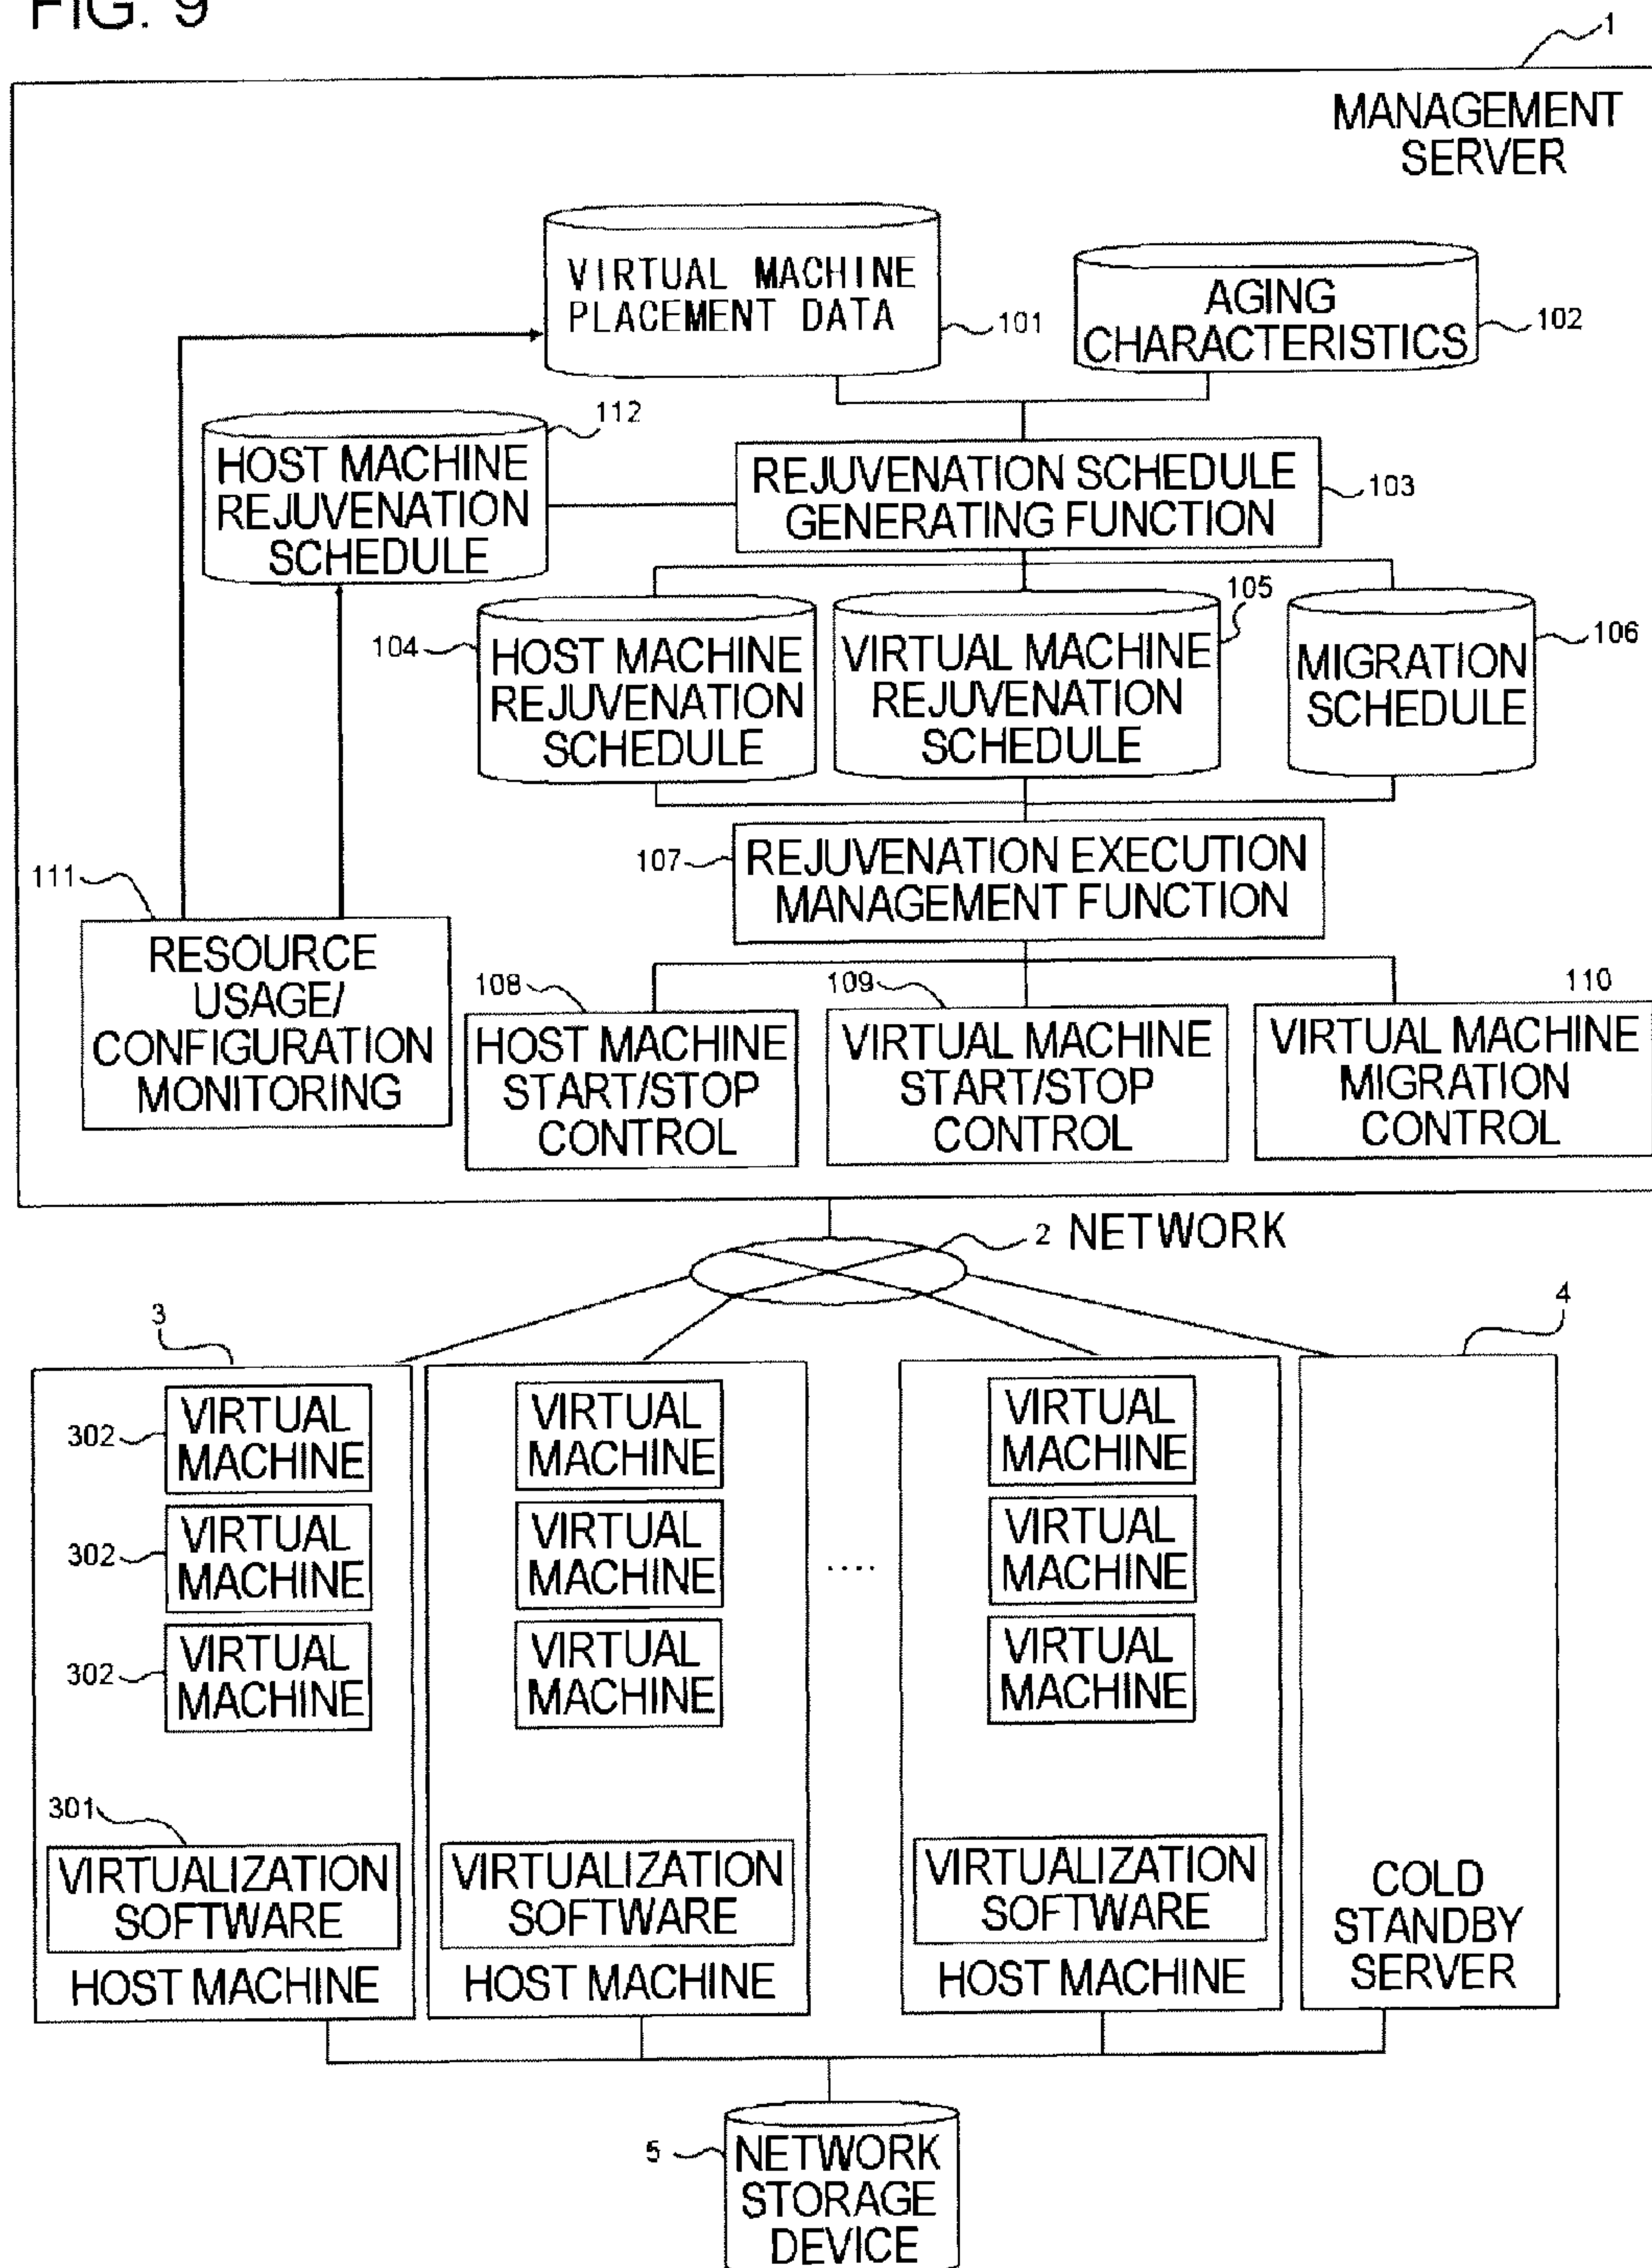 FIG. 9
1
MANAGEMENT
SERVER
VIRTUAL MACHINE
PLACEMENT DATA
101
AGING
CHARACTERISTICS
102
112
HOST MACHINE
REJUVENATION
SCHEDULE
REJUVENATION SCHEDULE
GENERATING FUNCTION
103
104
HOST MACHINE
REJUVENATION
SCHEDULE
105
VIRTUAL MACHINE
REJUVENATION
SCHEDULE
106
MIGRATION
SCHEDULE
107
REJUVENATION EXECUTION
MANAGEMENT FUNCTION
111
RESOURCE
USAGE/
CONFIGURATION
MONITORING
108
HOST MACHINE
START/STOP
CONTROL
109
VIRTUAL MACHINE
START/STOP
CONTROL
110
VIRTUAL MACHINE
MIGRATION
CONTROL
2 NETWORK
3
302
VIRTUAL
MACHINE
302
VIRTUAL
MACHINE
302
VIRTUAL
MACHINE
301
VIRTUALIZATION
SOFTWARE
HOST MACHINE
VIRTUAL
MACHINE
VIRTUAL
MACHINE
VIRTUAL
MACHINE
VIRTUALIZATION
SOFTWARE
HOST MACHINE
....
VIRTUAL
MACHINE
VIRTUAL
MACHINE
VIRTUAL
MACHINE
VIRTUALIZATION
SOFTWARE
HOST MACHINE
4
COLD
STANDBY
SERVER
5
NETWORK
STORAGE
DEVICE